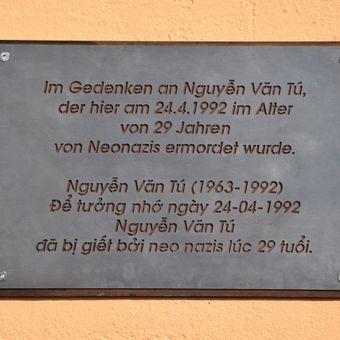 Im Gedenken an Nguyễn Văn Tú,
der hier am 24.4.1992 im Alter
von 29 Jahren
von Neonazis ermordet wurde.
Nguyễn Văn Tú (1963-1992)
Để tưởng nhớ ngày 24-04-1992
Nguyễn Văn Tú
đã bị giết bởi neo nazis lúc 29 tuổi.